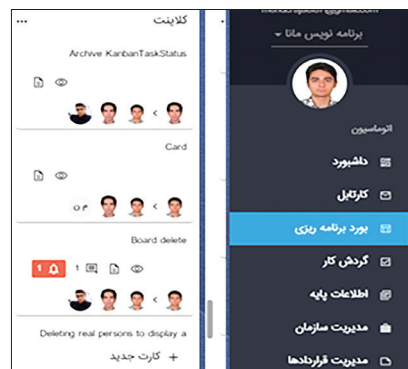 برنامه نویس مانا
اتوماسیون
داشبورد
کارتابل
بورد برنامه ریزی
گردش کار
اطلاعات پایه
مدیریت سازمان
مدیریت قراردادها
کلاینت
Archive KanbanTaskStatus
Card
م ن
Board delete
1
1
Deleting real persons to display a
+ کارت جدید